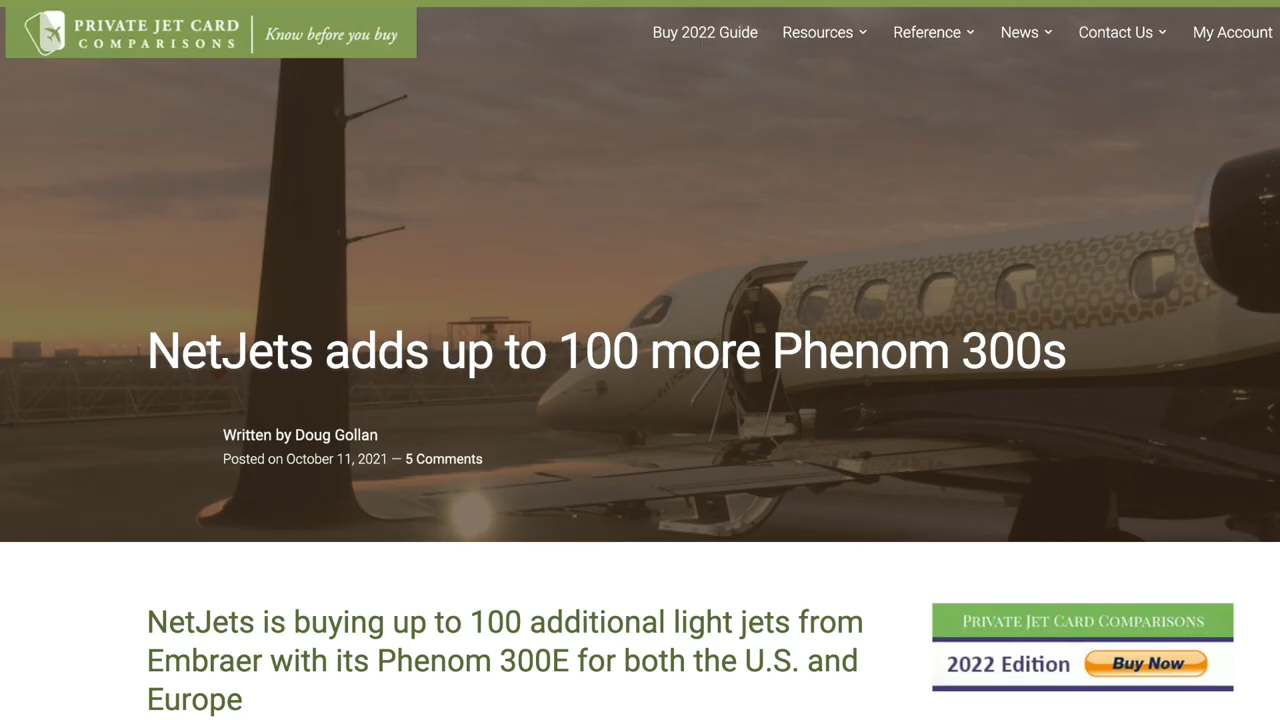 PRIVATE JET CARD
COMPARISONS
Know before you buy
Buy 2022 Guide
Resources
Reference
News
Contact Us
My Account
NetJets adds up to 100 more Phenom 300s
Written by Doug Gollan
Posted on October 11, 2021 — 5 Comments
NetJets is buying up to 100 additional light jets from
Embraer with its Phenom 300E for both the U.S. and
Europe
PRIVATE JET CARD COMPARISONS
2022 Edition
Buy Now